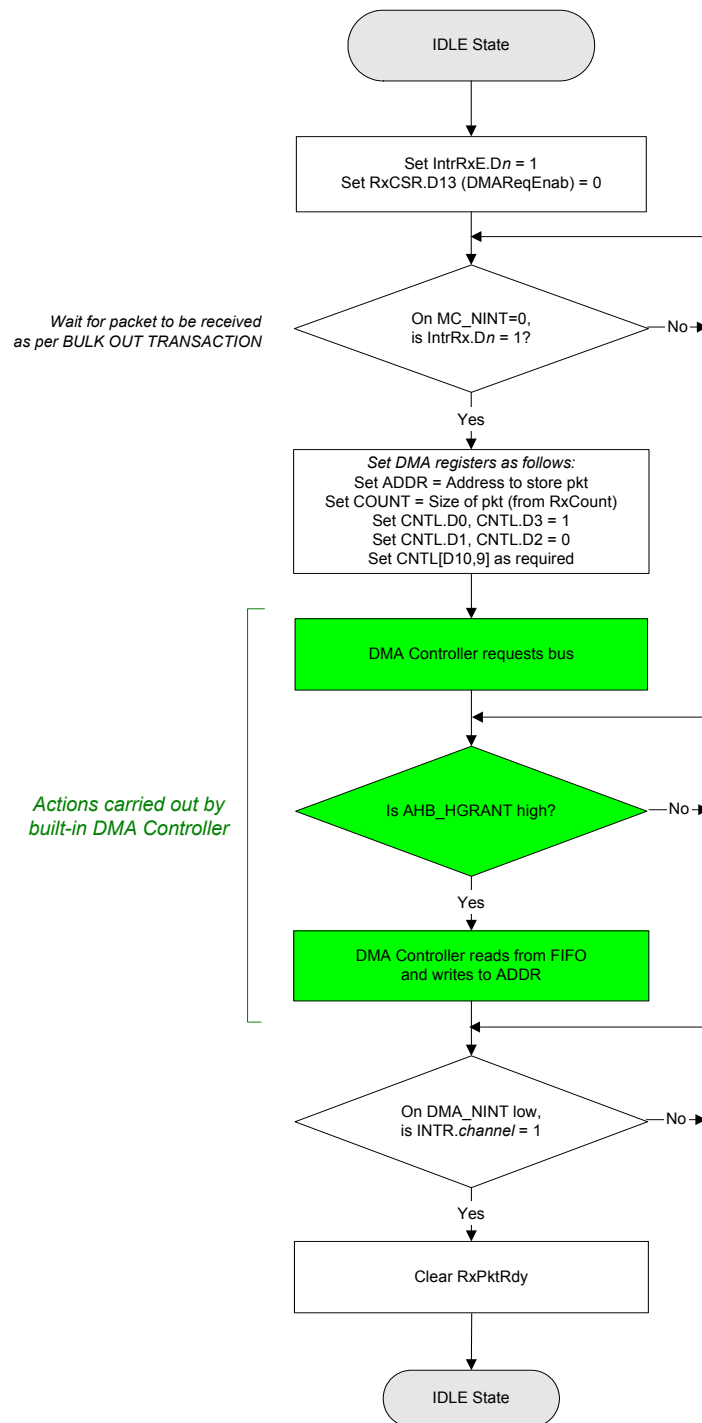 IDLE State
Set IntrRxE.Dn = 1
Set RxCSR.D13 (DMAReqEnab) = 0
Wait for packet to be received
as per BULK OUT TRANSACTION
On MC_NINT=0,
is IntrRx.Dn = 1?
No
Yes
Set DMA registers as follows:
Set ADDR = Address to store pkt
Set COUNT = Size of pkt (from RxCount)
Set CNTL.D0, CNTL.D3 = 1
Set CNTL.D1, CNTL.D2 = 0
Set CNTL[D10,9] as required
DMA Controller requests bus
Actions carried out by
built-in DMA Controller
Is AHB_HGRANT high?
No
Yes
DMA Controller reads from FIFO
and writes to ADDR
On DMA_NINT low,
is INTR.channel = 1
No
Yes
Clear RxPktRdy
IDLE State